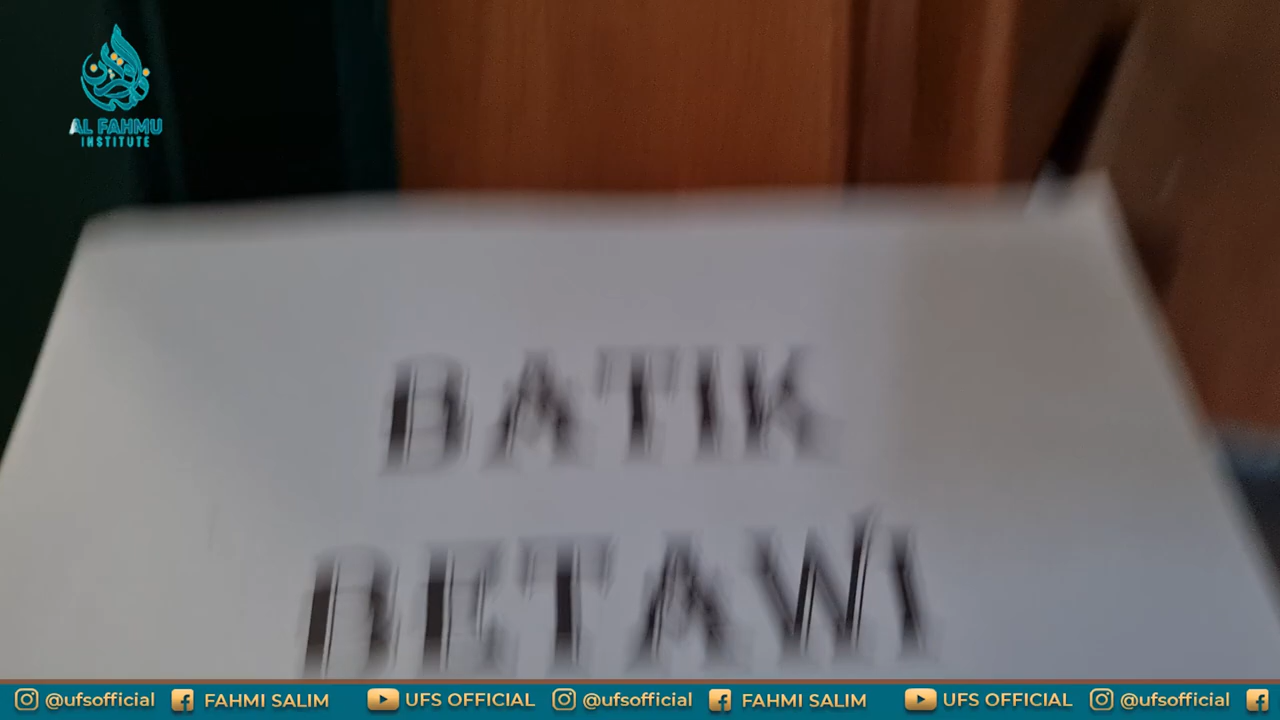 AL FAHMU
INSTITUTE
BATIK
BETAWI
@ufsofficial FAHMI SALIM UFS OFFICIAL @ufsofficial FAHMI SALIM UFS OFFICIAL @ufsofficial